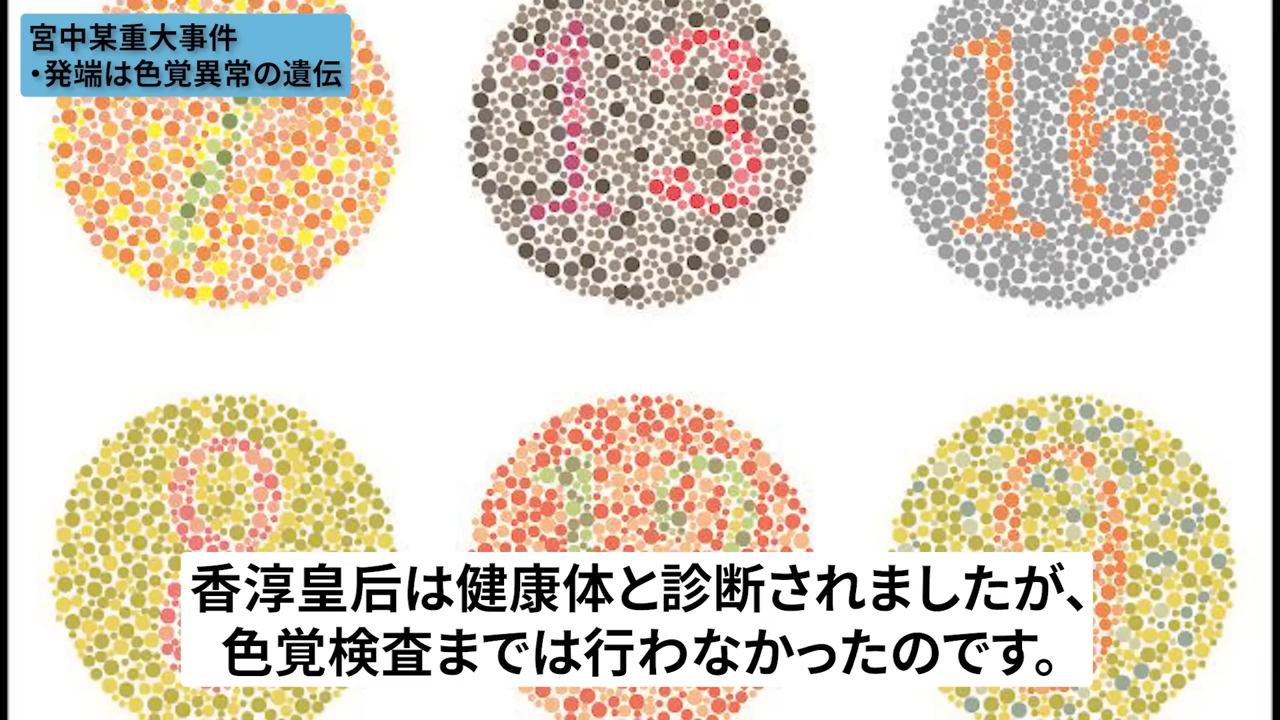 宮中某重大事件
・発端は色覚異常の遺伝
13
16
香淳皇后は健康体と診断されましたが、
色覚検査までは行わなかったのです。